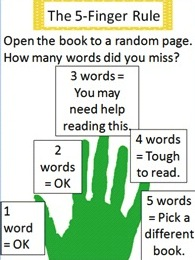 The 5-Finger Rule
Open the book to a random page.
How many words did you miss?
3 words =
You may
need help
reading this.
2
words
= OK
4 words
= Tough
to read.
1
word
= OK
5 words
= Pick a
different
book.